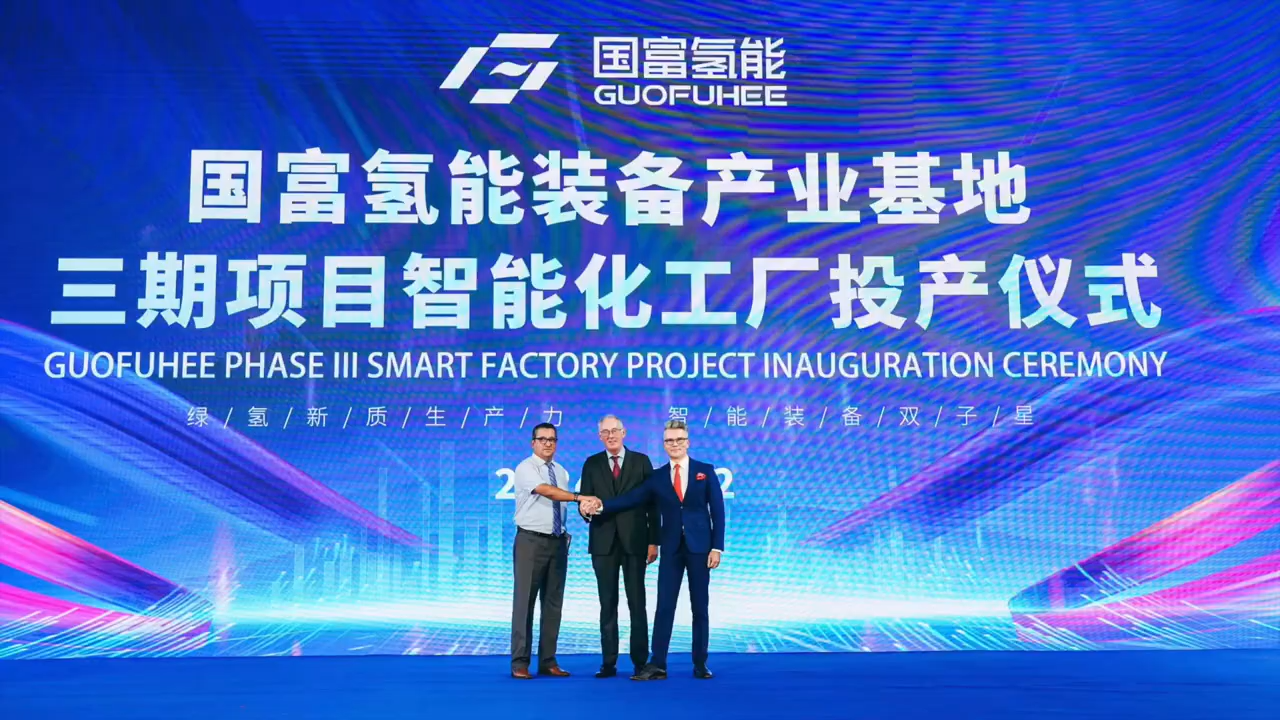 国富氢能
GUOFUHEE
国富氢能装备产业基地
三期项目智能化工厂投产仪式
GUOFUHEE PHASE III SMART FACTORY PROJECT INAUGURATION CEREMONY
绿/氢/新/质/生/产/力 智/能/装/备/双/子/星